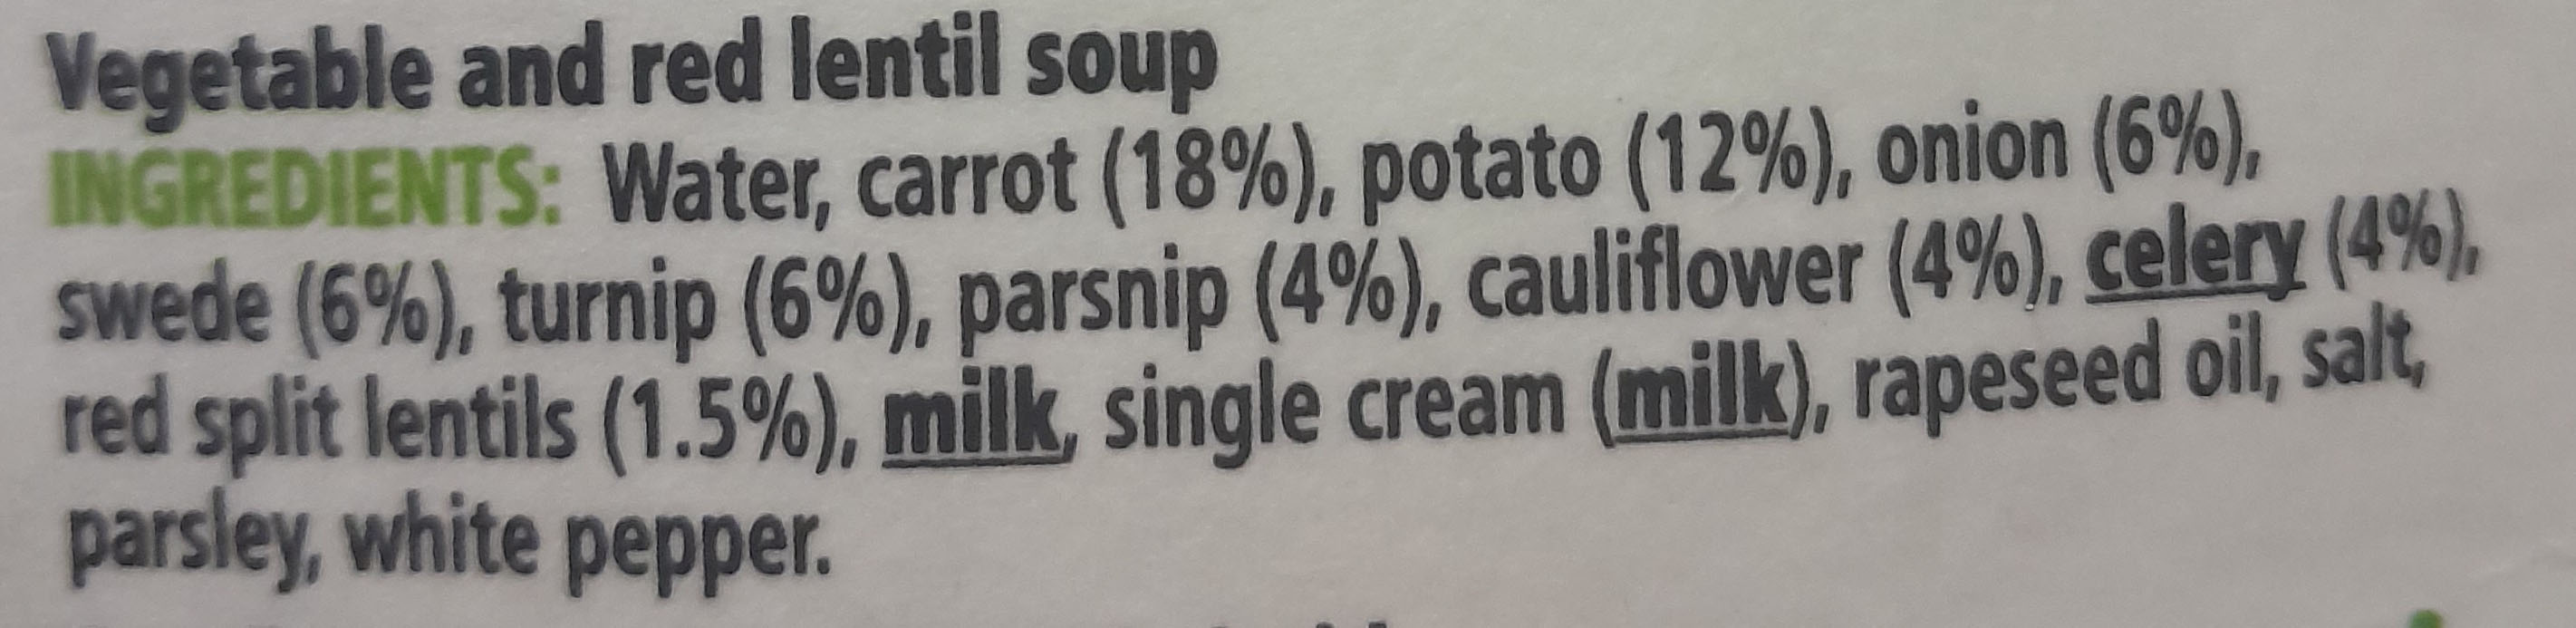 Vegetable and red lentil soup
INGREDIENTS: Water, carrot (18%), potato (12%), onion (6%),
swede (6%), turnip (6%), parsnip (4%), cauliflower (4%), celery (4%),
red split lentils (1.5%), milk, single cream (milk), rapeseed oil, salt,
parsley, white pepper.